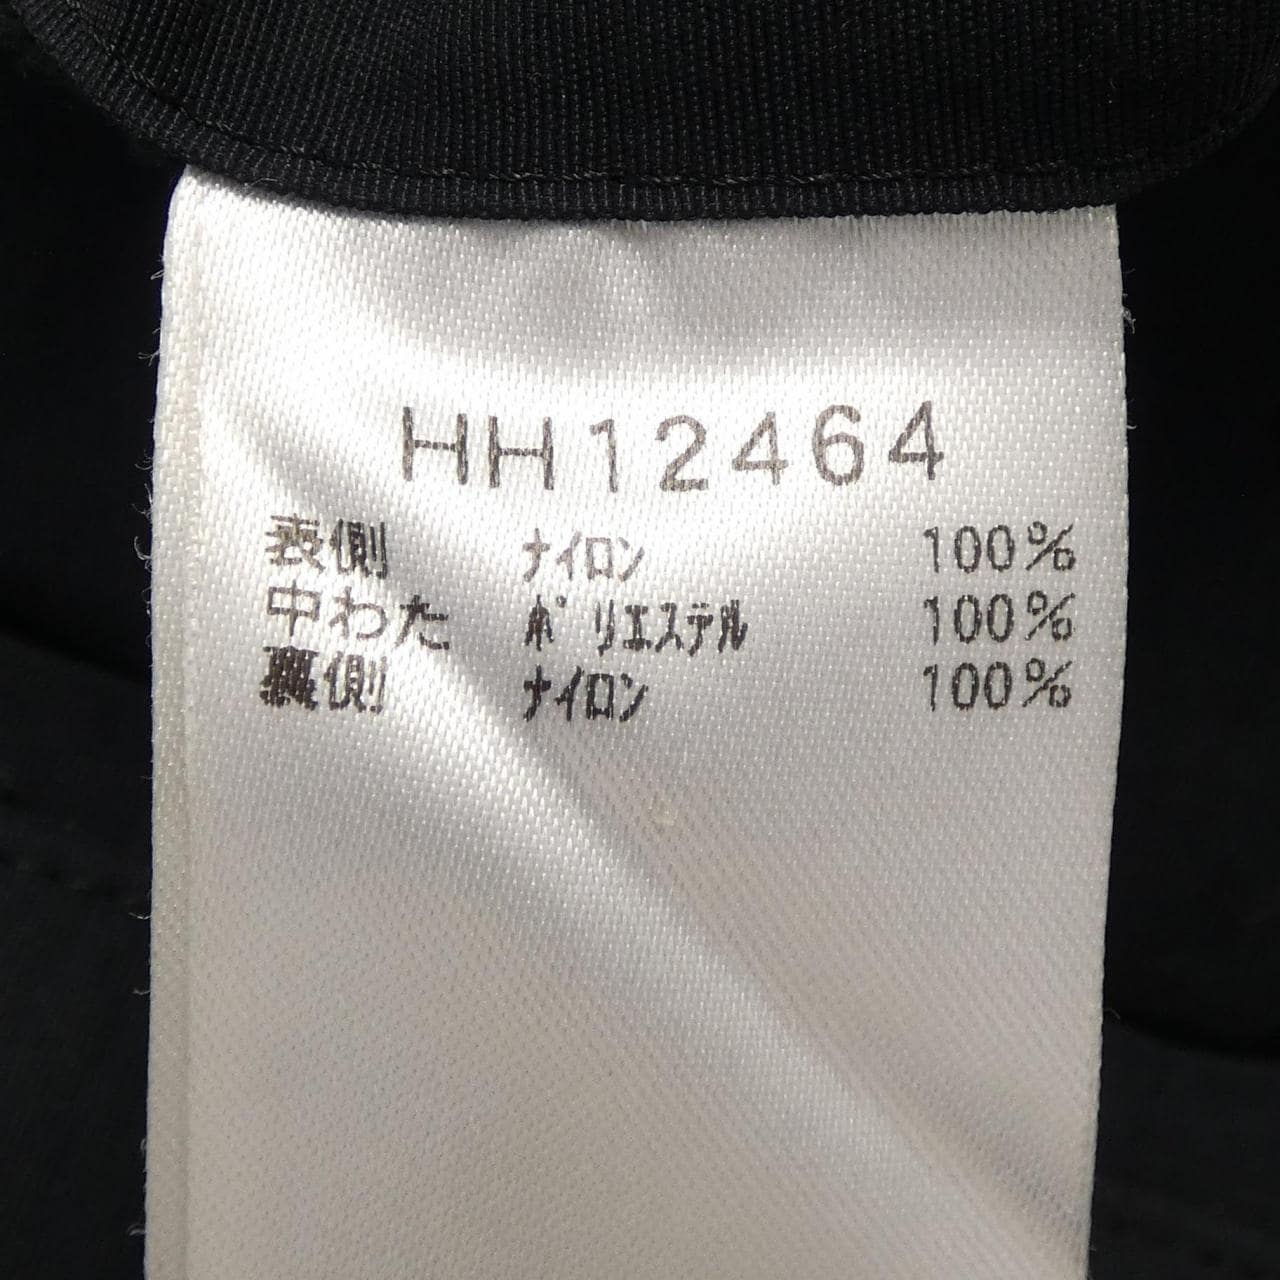 HH12464
表側 ナイロン 100%
中わた ポリエステル 100%
裏側 ナイロン 100%